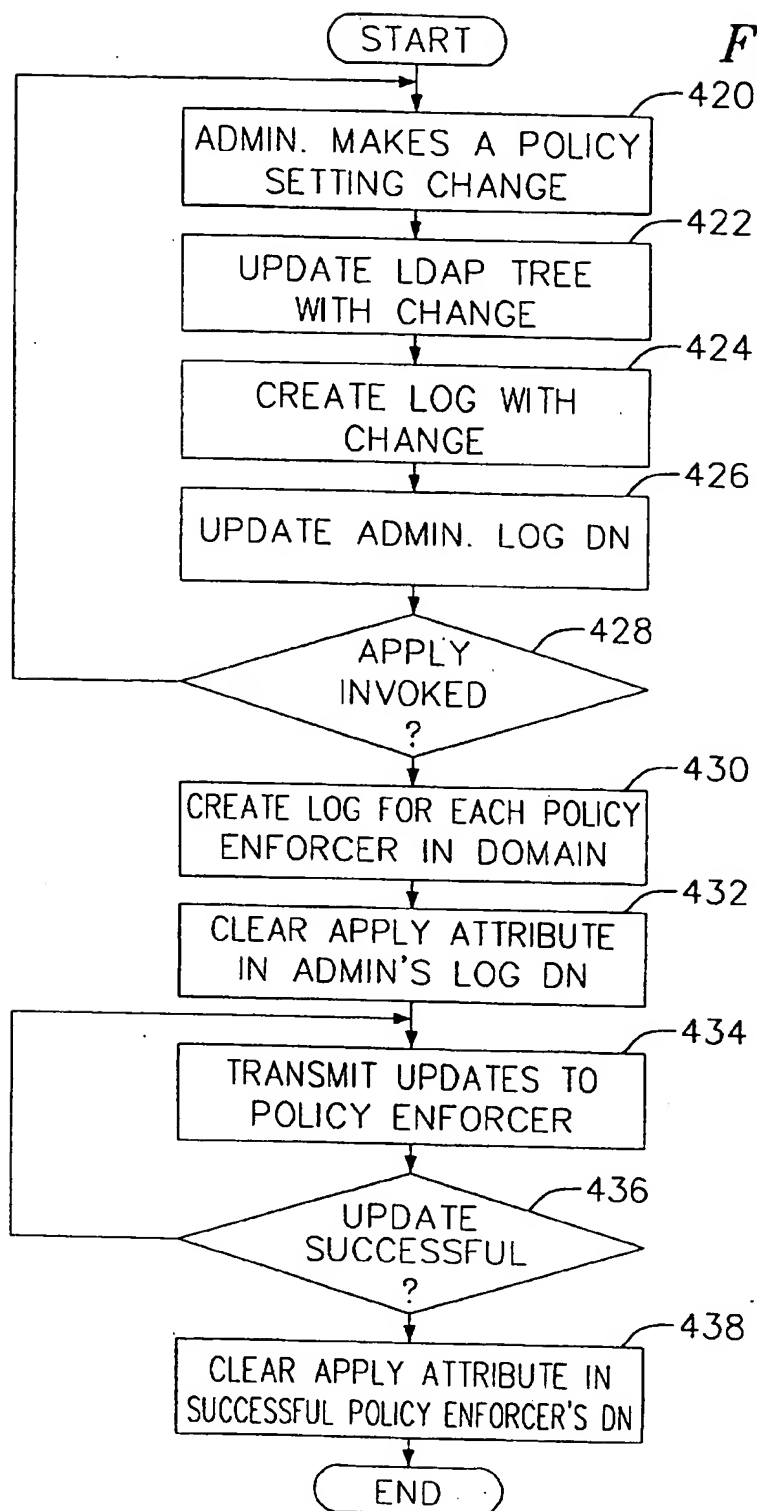 START
F
420
ADMIN. MAKES A POLICY
SETTING CHANGE
422
UPDATE LDAP TREE
WITH CHANGE
424
CREATE LOG WITH
CHANGE
426
UPDATE ADMIN. LOG DN
428
APPLY
INVOKED
?
430
CREATE LOG FOR EACH POLICY
ENFORCER IN DOMAIN
432
CLEAR APPLY ATTRIBUTE
IN ADMIN'S LOG DN
434
TRANSMIT UPDATES TO
POLICY ENFORCER
436
UPDATE
SUCCESSFUL
?
438
CLEAR APPLY ATTRIBUTE IN
SUCCESSFUL POLICY ENFORCER'S DN
END